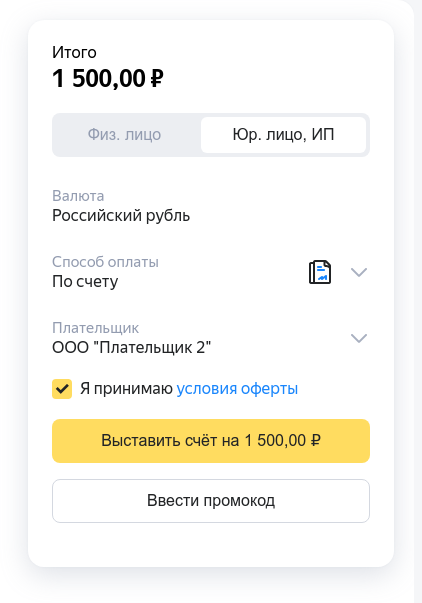 Итого
1 500,00 ₽
Физ. лицо
Юр. лицо, ИП
Валюта
Российский рубль
Способ оплаты
По счету
Плательщик
ООО "Плательщик 2"
Я принимаю условия оферты
Выставить счёт на 1 500,00 ₽
Ввести промокод